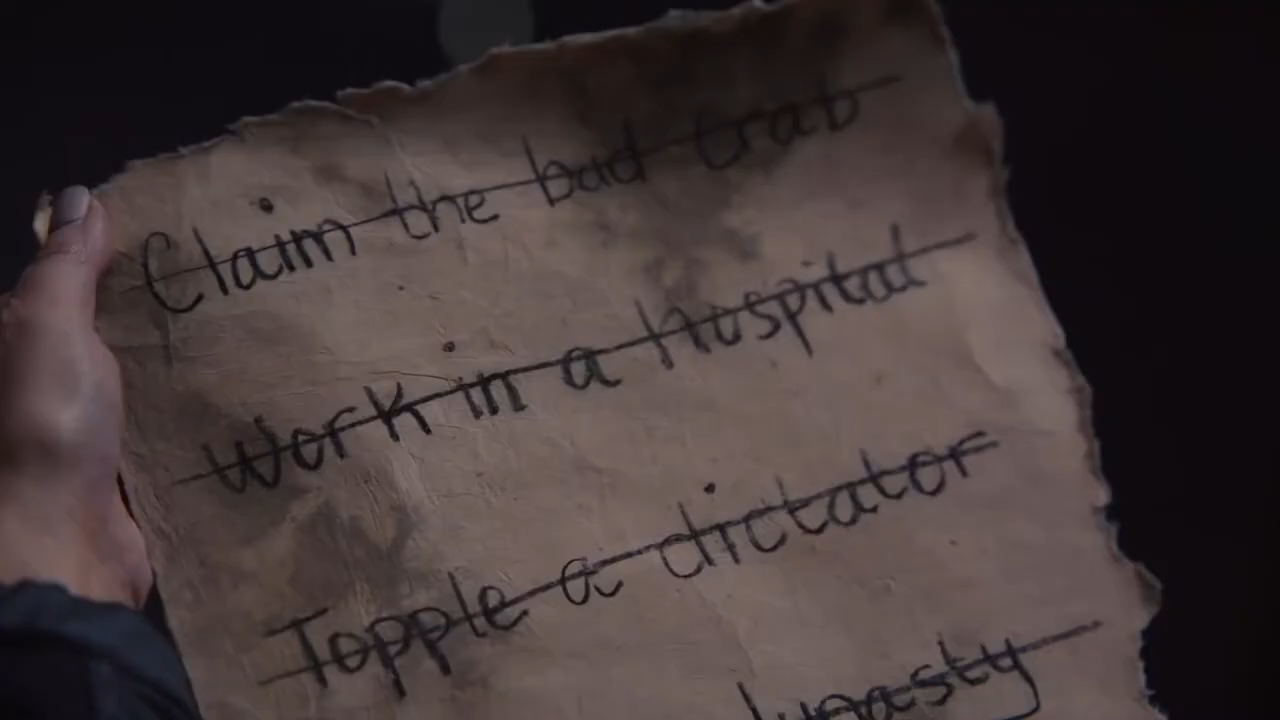 Claim the bad crab
Work in a hospital
Topple a dictator